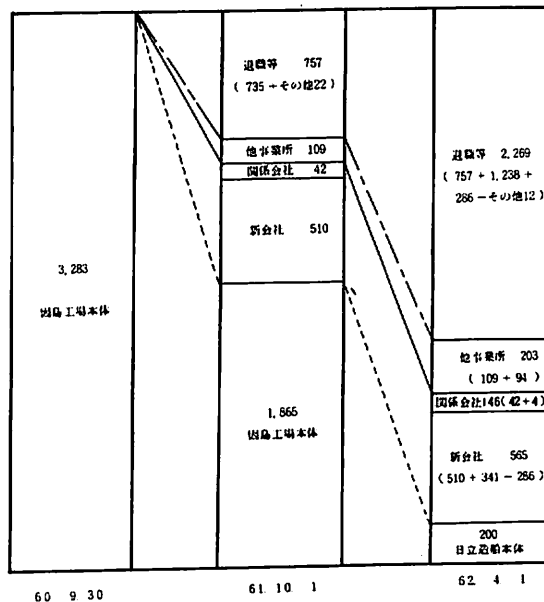 3,283
因島工場本体
退職等 757
(735+その他22)
他事業所 109
関係会社 42
新会社 510
1,865
因島工場本体
退職等 2,269
(757+1,238+
286-その他12)
他事業所 203
(109+94)
関係会社146(42+4)
新会社 565
(510+341-286)
200
日立造船本体
60 9.30
61. 10. 1
62. 4. 1